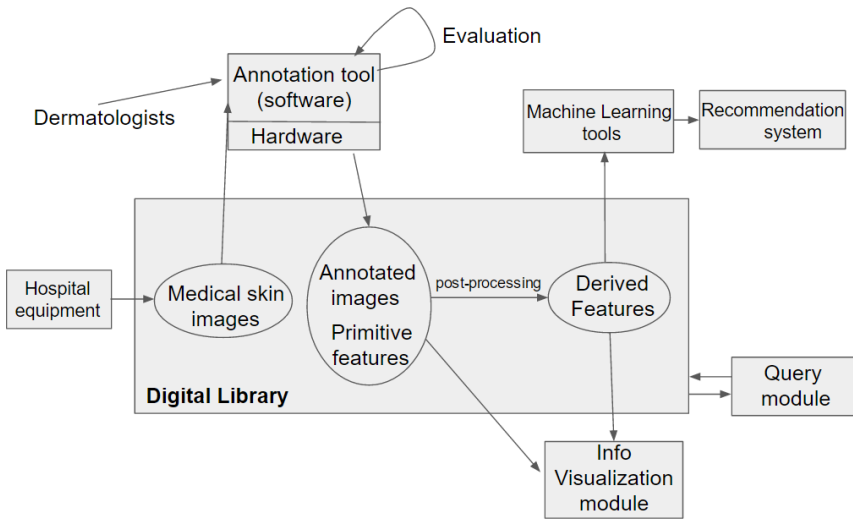 Evaluation
Annotation tool
(software)
Hardware
Dermatologists
Machine Learning
tools
Recommendation
system
Hospital
equipment
Medical skin
images
Annotated
images
Primitive
features
post-processing
Derived
Features
Digital Library
Query
module
Info
Visualization
module